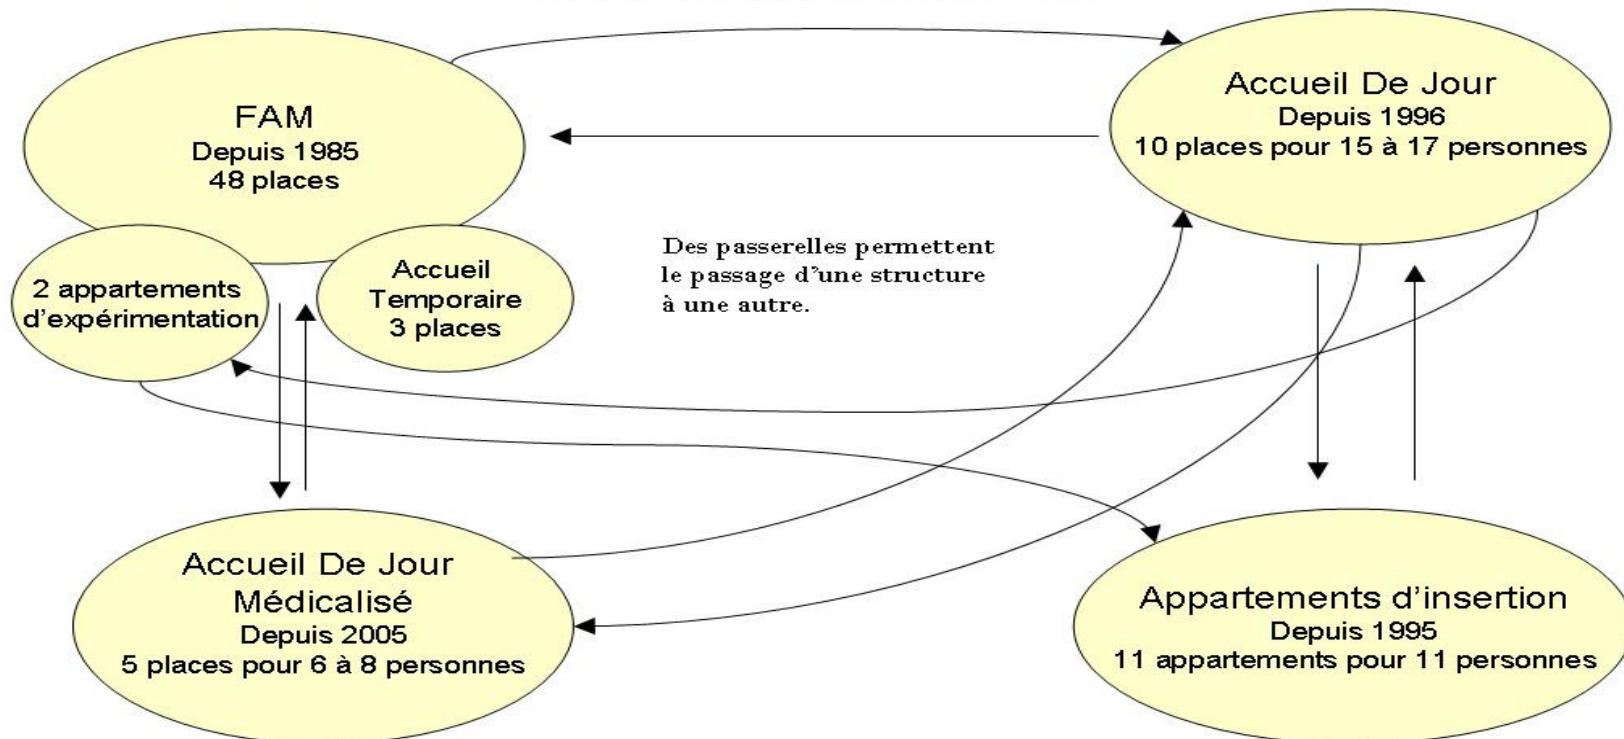 FAM
Depuis 1985
48 places
Accueil De Jour
Depuis 1996
10 places pour 15 à 17 personnes
2 appartements
d'expérimentation
Accueil
Temporaire
3 places
Des passerelles permettent
le passage d'une structure
à une autre.
Accueil De Jour
Médicalisé
Depuis 2005
5 places pour 6 à 8 personnes
Appartements d'insertion
Depuis 1995
11 appartements pour 11 personnes